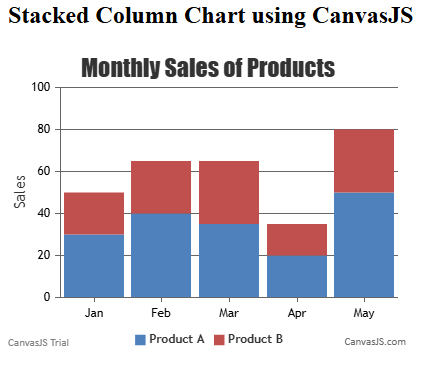 Stacked Column Chart using CanvasJS
Monthly Sales of Products
100
80
60
40
20
0
Sales
Jan Feb Mar Apr May
Product A Product B
CanvasJS Trial CanvasJS.com